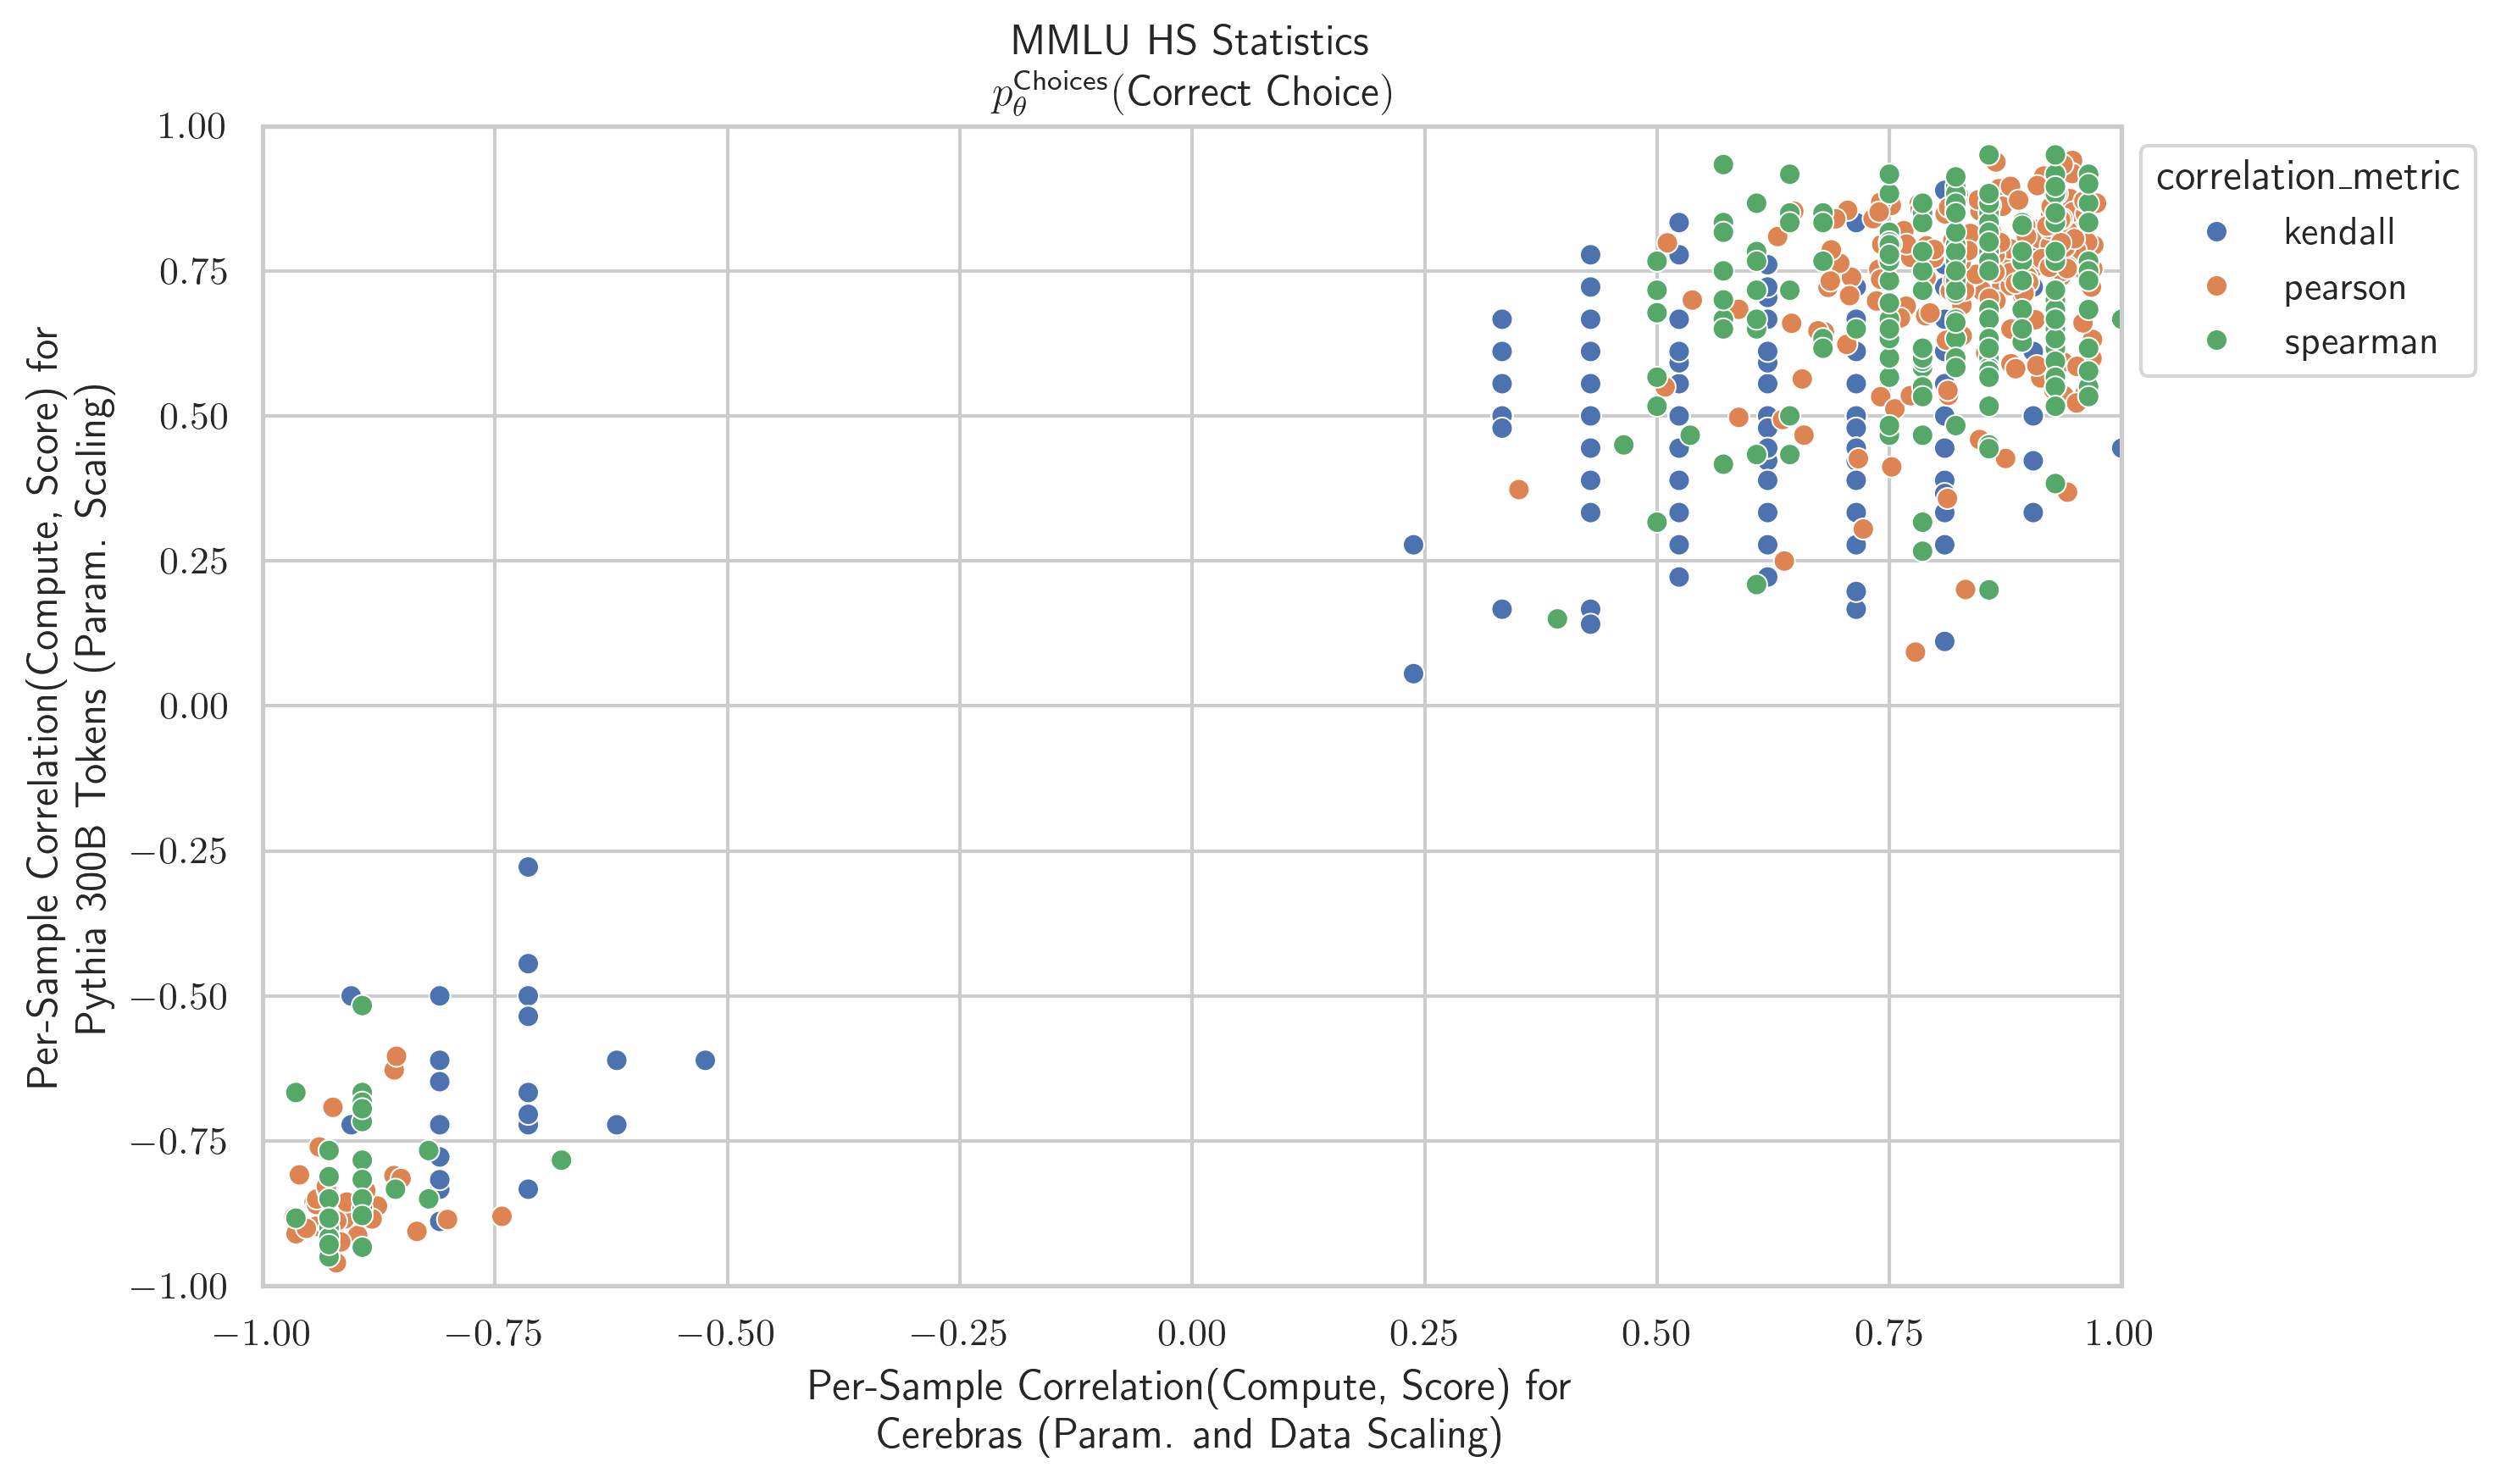 MMLU HS Statistics
p_θ^Choices(Correct Choice)
1.00
0.75
0.50
0.25
0.00
−0.25
−0.50
−0.75
−1.00
Per-Sample Correlation(Compute, Score) for
Pythia 300B Tokens (Param. Scaling)
−1.00 −0.75 −0.50 −0.25 0.00 0.25 0.50 0.75 1.00
Per-Sample Correlation(Compute, Score) for
Cerebras (Param. and Data Scaling)
correlation_metric
kendall
pearson
spearman